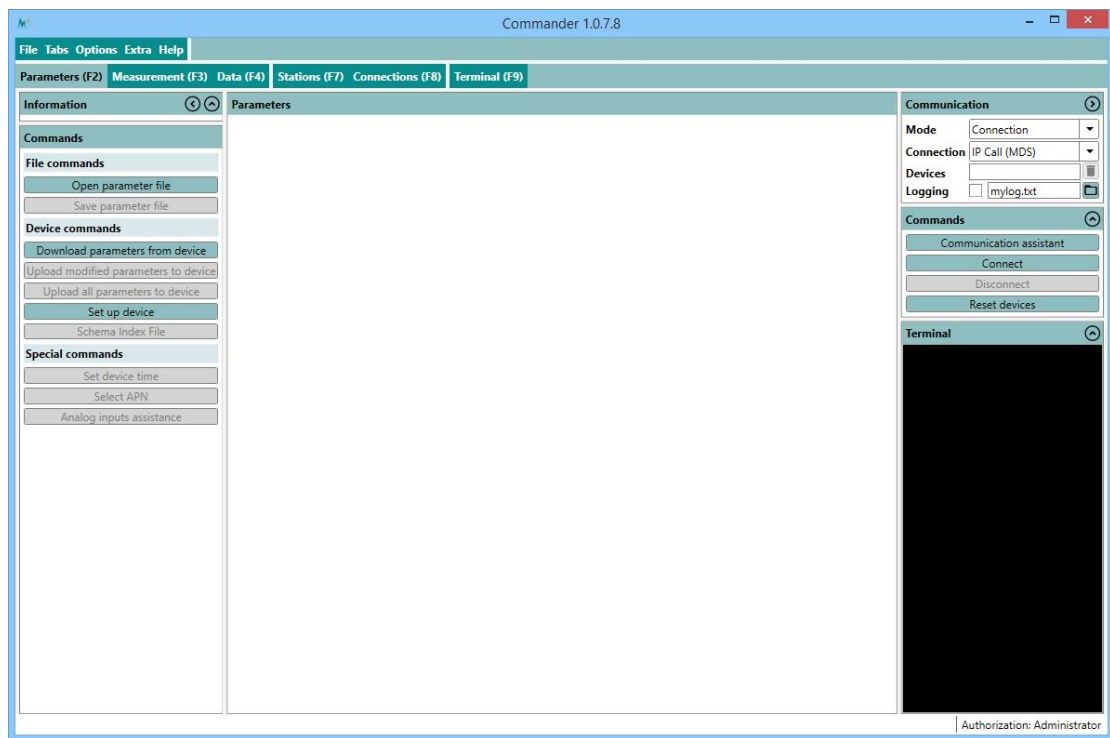 Commander 1.0.7.8
File Tabs Options Extra Help
Parameters (F2) Measurement (F3) Data (F4) Stations (F7) Connections (F8) Terminal (F9)
Information
Commands
File commands
Open parameter file
Save parameter file
Device commands
Download parameters from device
Upload modified parameters to device
Upload all parameters to device
Set up device
Schema Index File
Special commands
Set device time
Select APN
Analog inputs assistance
Parameters
Communication
Mode Connection
Connection IP Call (MDS)
Devices
Logging mylog.txt
Commands
Communication assistant
Connect
Disconnect
Reset devices
Terminal
Authorization: Administrator